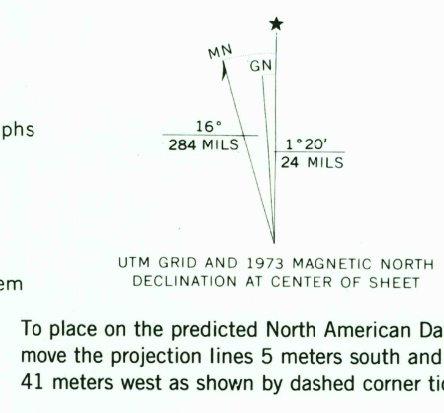 ★
MN
GN
phs
16°
284 MILS
1°20′
24 MILS
UTM GRID AND 1973 MAGNETIC NORTH
DECLINATION AT CENTER OF SHEET
em
To place on the predicted North American Da
move the projection lines 5 meters south and
41 meters west as shown by dashed corner tic